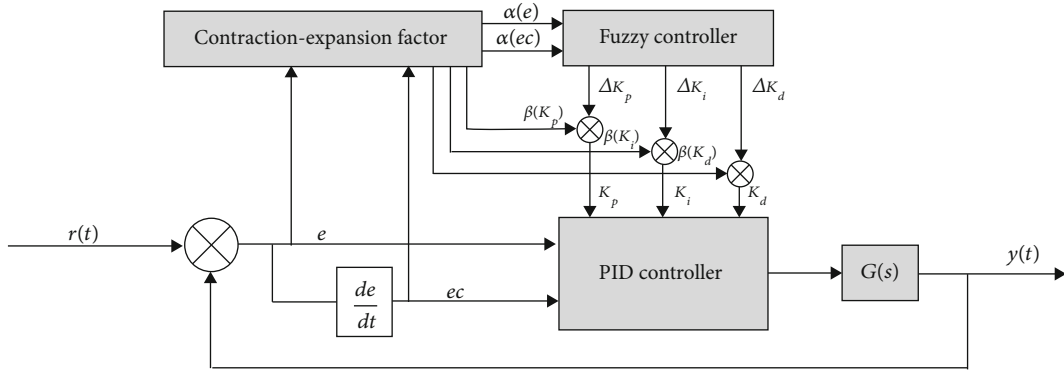 α(e)
Contraction-expansion factor
α(ec)
Fuzzy controller
ΔK_p
ΔK_i
ΔK_d
β(K_p)
β(K_i)
β(K_d)
K_p
K_i
K_d
r(t)
e
PID controller
G(s)
y(t)
de
dt
ec